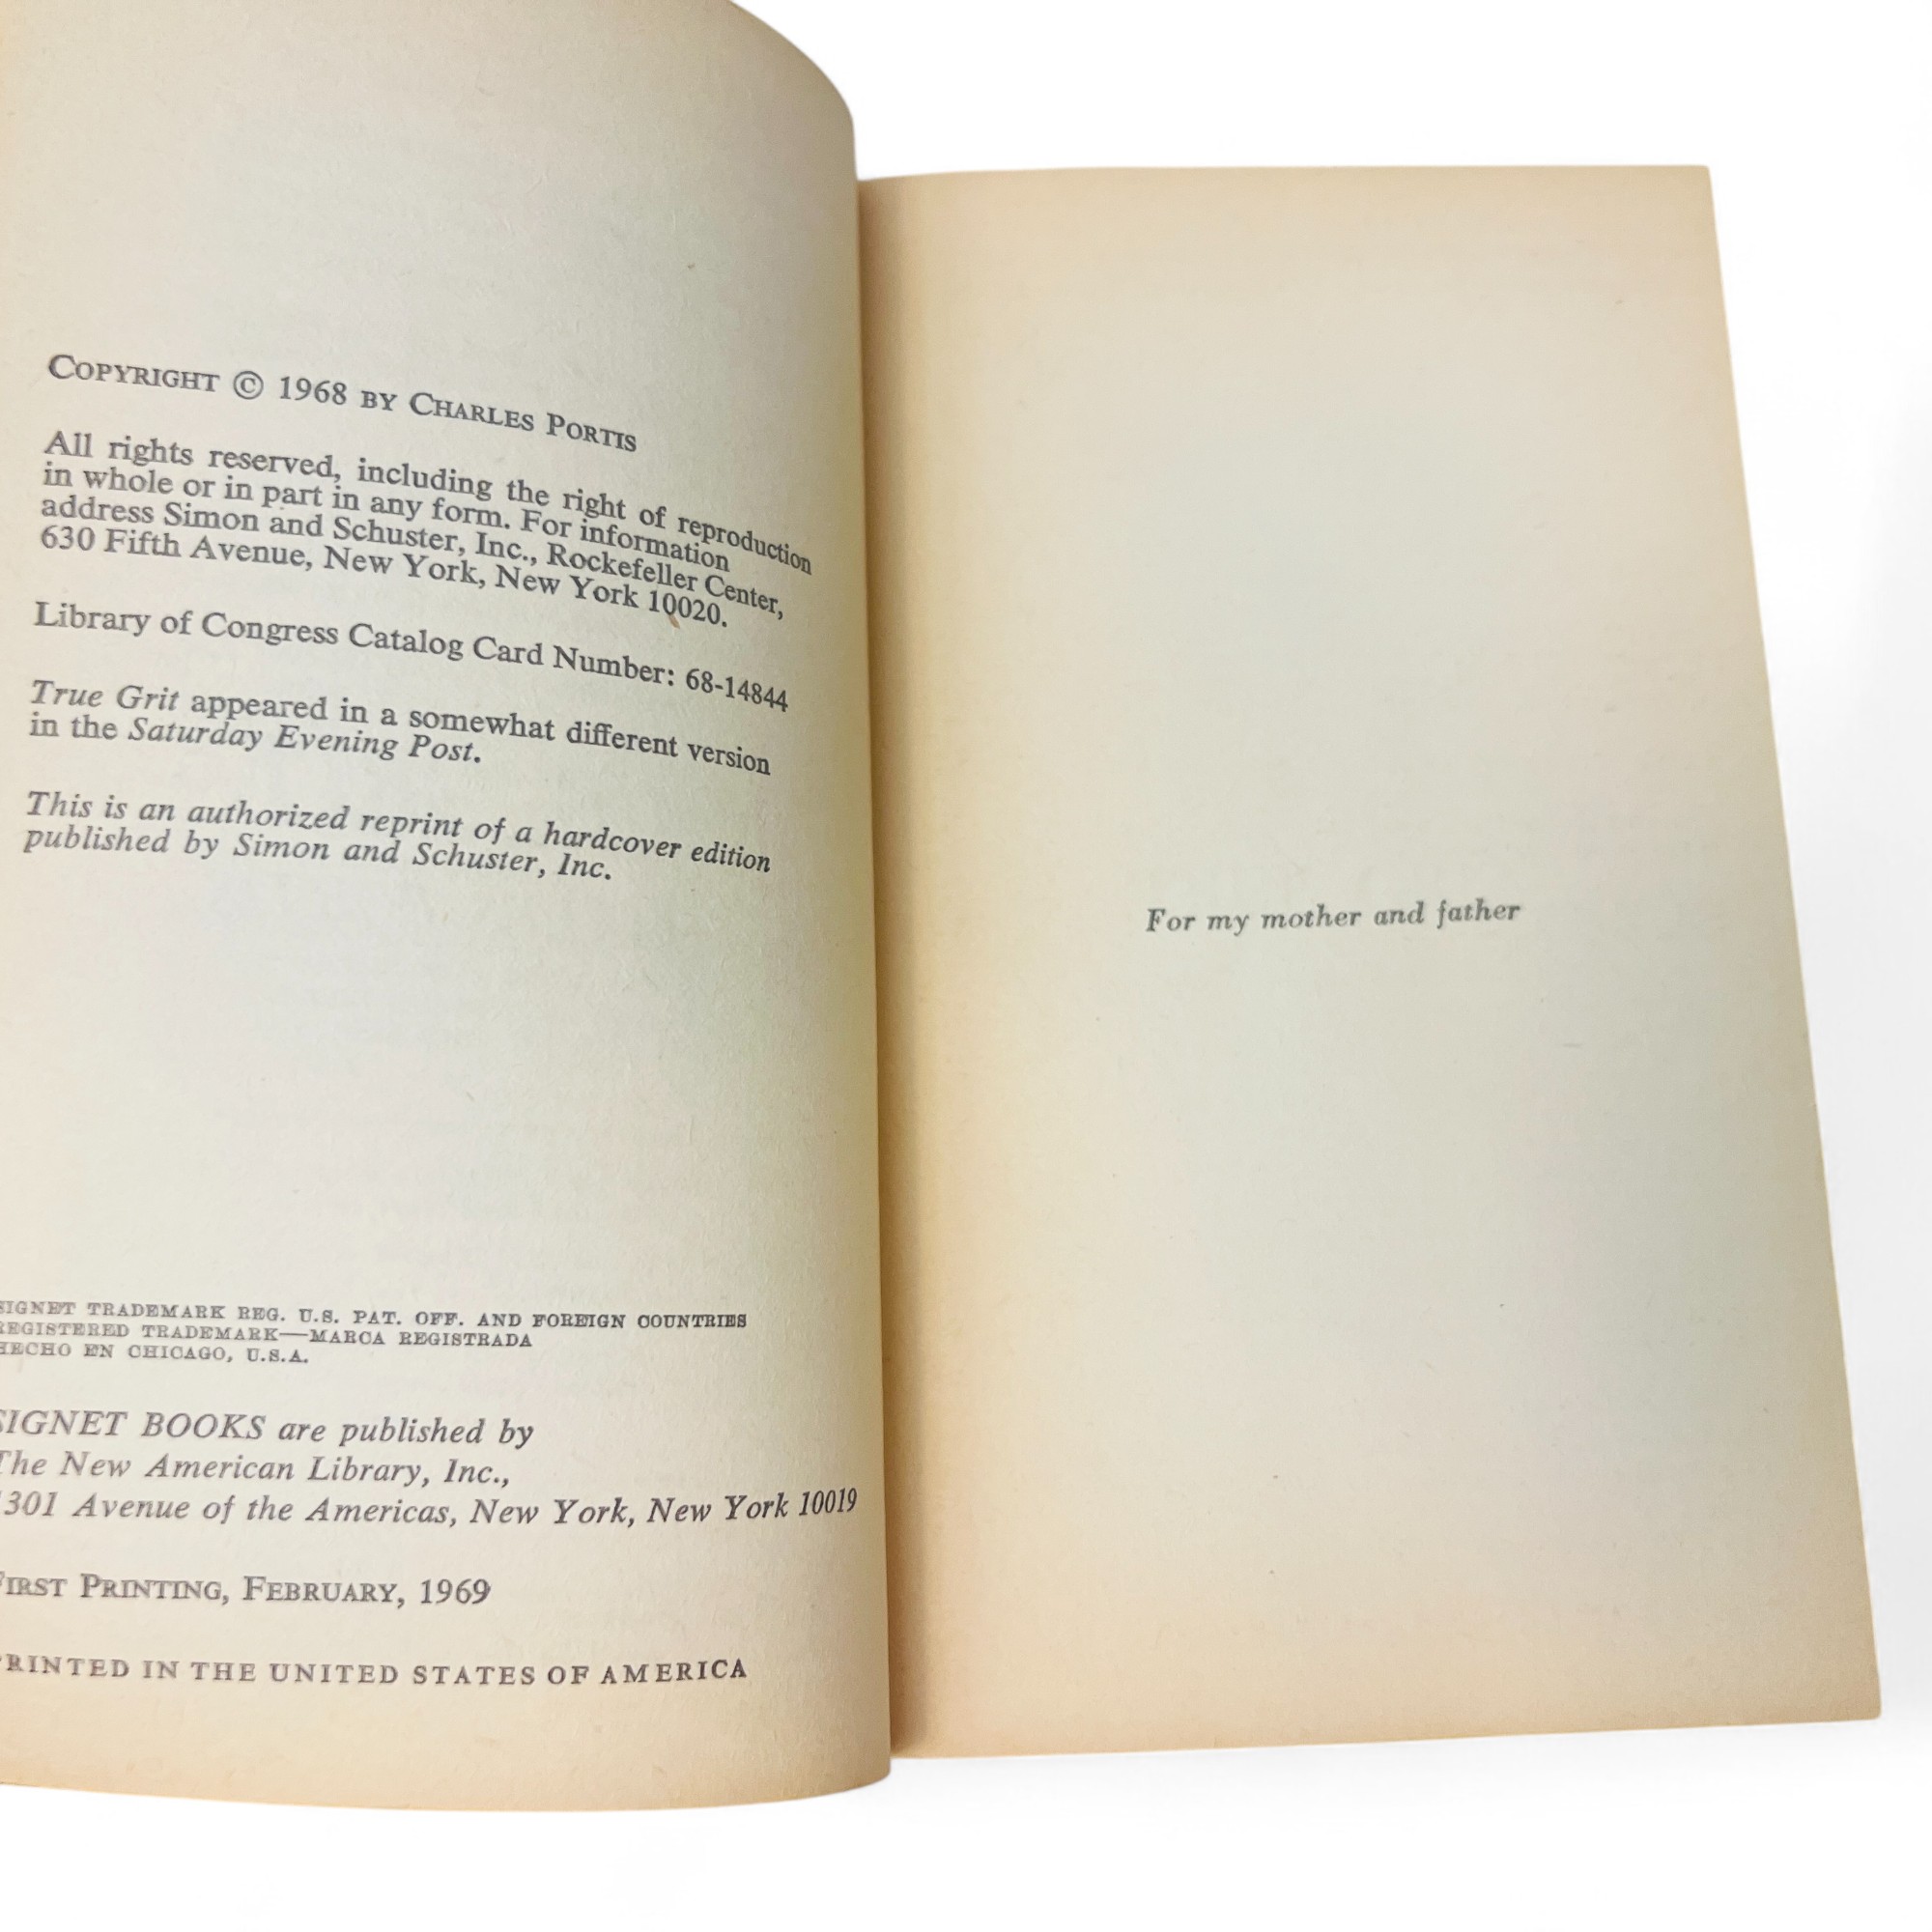 COPYRIGHT © 1968 BY CHARLES PORTIS
All rights reserved, including the right of reproduction
in whole or in part in any form. For information
address Simon and Schuster, Inc., Rockefeller Center,
630 Fifth Avenue, New York, New York 10020.
Library of Congress Catalog Card Number: 68-14844
True Grit appeared in a somewhat different version
in the Saturday Evening Post.
This is an authorized reprint of a hardcover edition
published by Simon and Schuster, Inc.
SIGNET TRADEMARK REG. U.S. PAT. OFF. AND FOREIGN COUNTRIES
REGISTERED TRADEMARK—MARCA REGISTRADA
HECHO EN CHICAGO, U.S.A.
SIGNET BOOKS are published by
The New American Library, Inc.,
1301 Avenue of the Americas, New York, New York 10019
FIRST PRINTING, FEBRUARY, 1969
PRINTED IN THE UNITED STATES OF AMERICA
For my mother and father